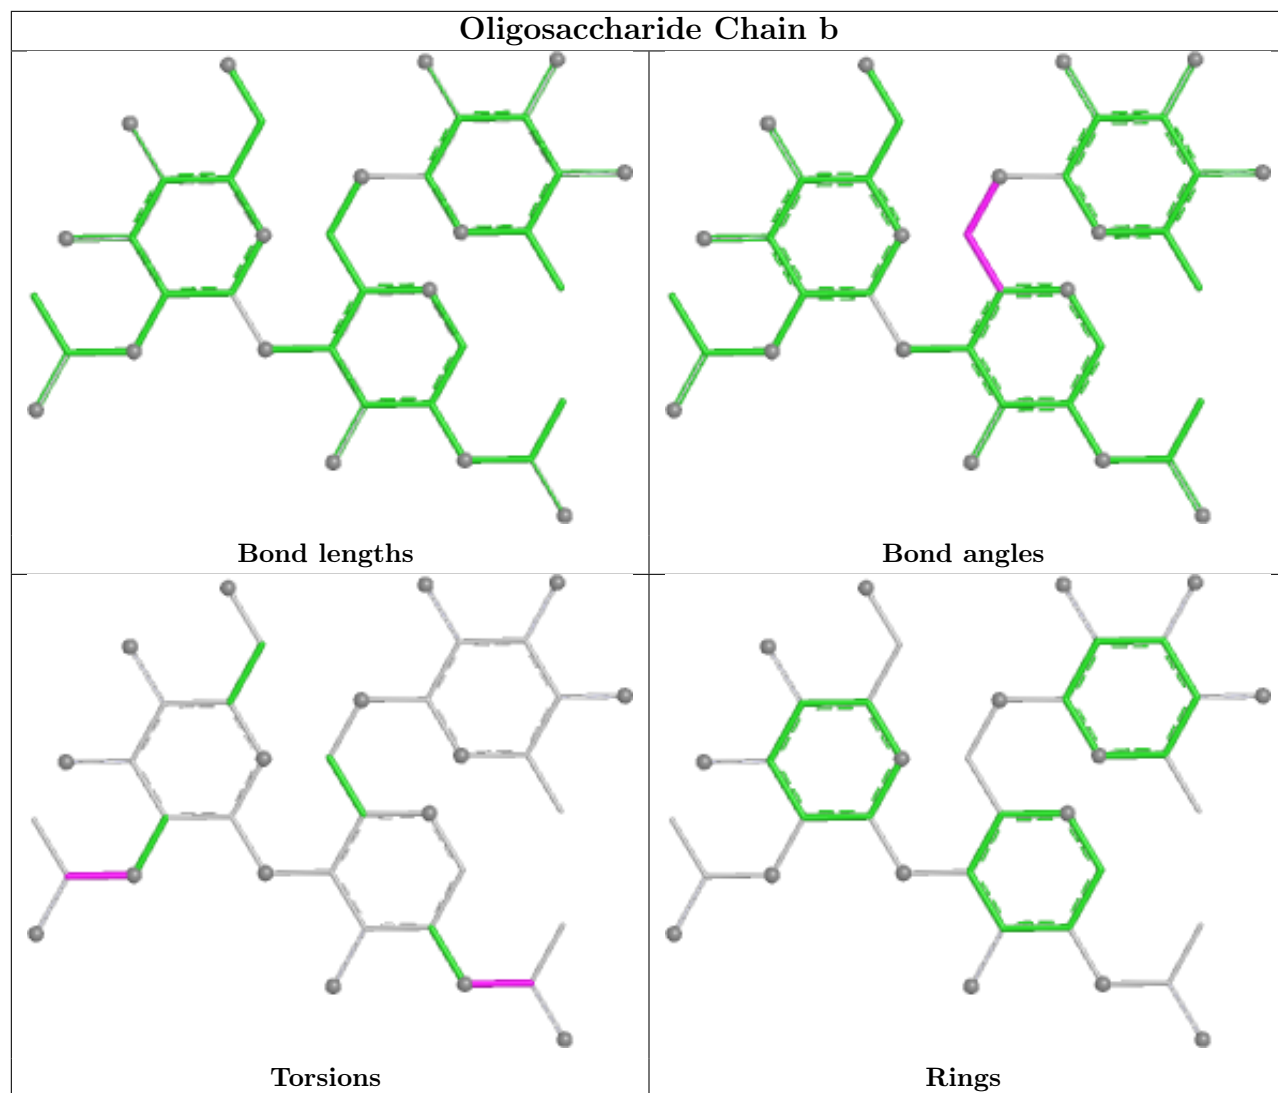 Oligosaccharide Chain b
Bond lengths
Bond angles
Torsions
Rings